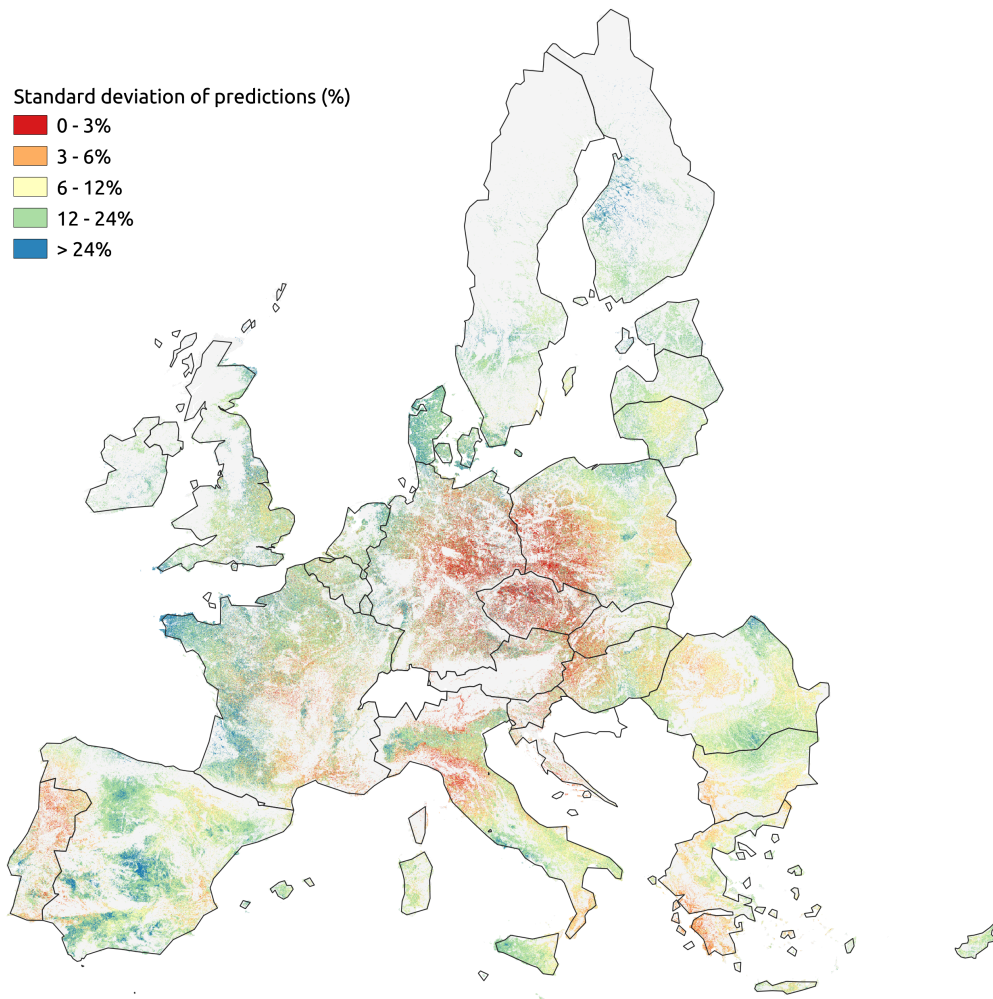 Standard deviation of predictions (%)
0 - 3%
3 - 6%
6 - 12%
12 - 24%
> 24%